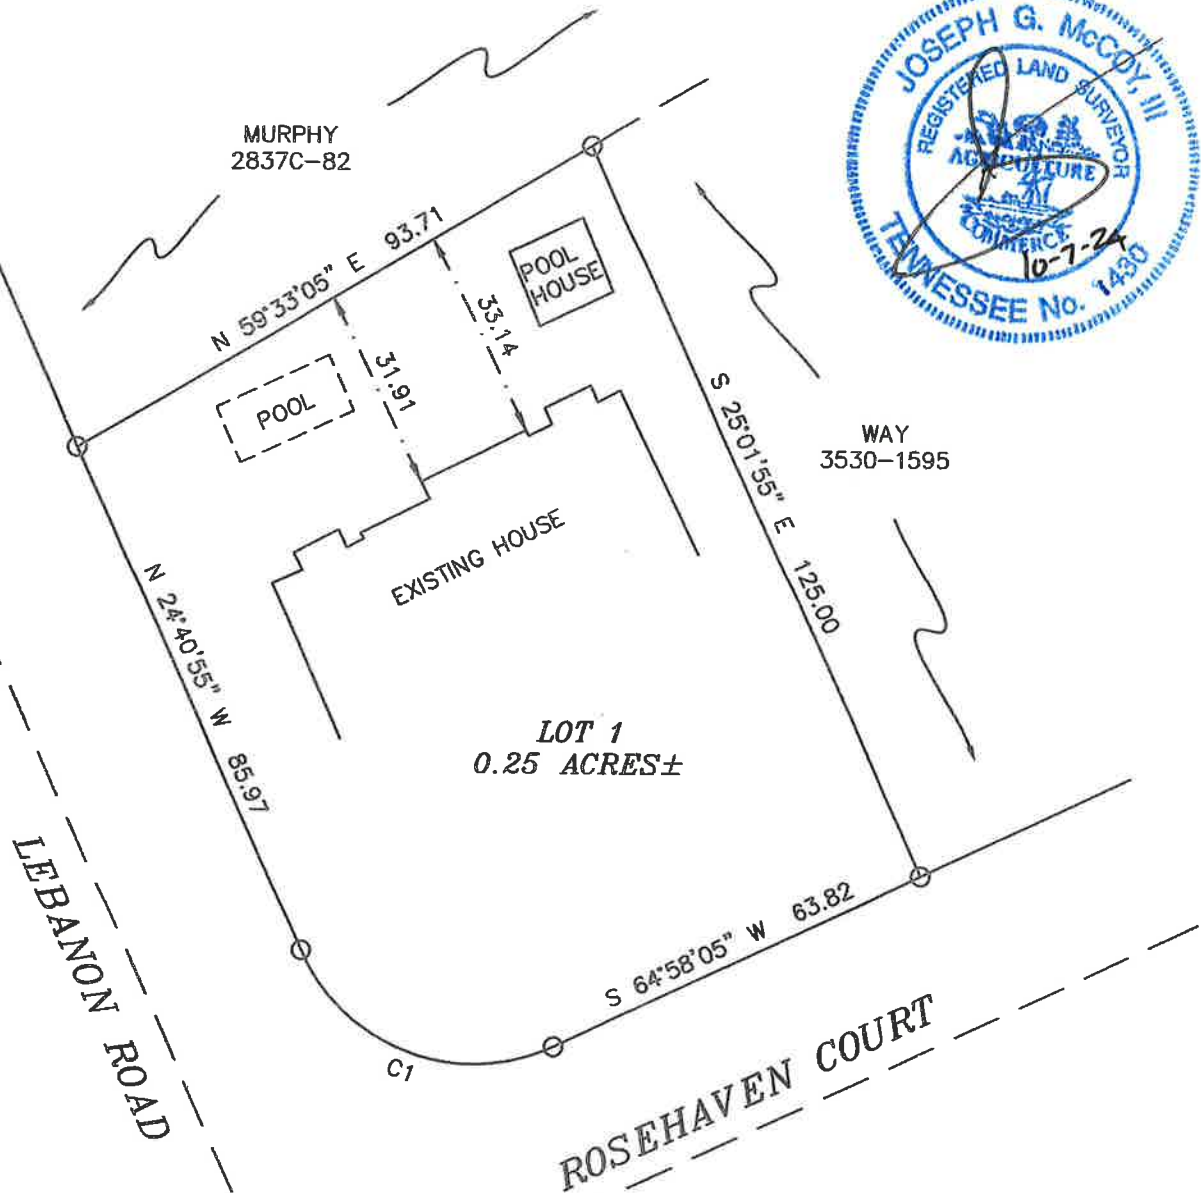 MURPHY
2837C-82
JOSEPH G. McCOY, III
REGISTERED LAND SURVEYOR
AGRICULTURE
COMMERCE
10-7-24
TENNESSEE No. 1430
N 59°33'05" E 93.71
POOL
HOUSE
33.14
31.91
POOL
S 25°01'55" E 125.00
WAY
3530-1595
EXISTING HOUSE
N 24°40'55" W 85.97
LOT 1
0.25 ACRES±
LEBANON ROAD
S 64°58'05" W 63.82
C1
ROSEHAVEN COURT